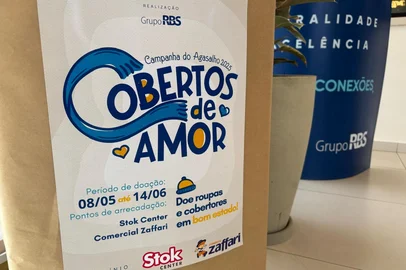 REALIZAÇÃO
Grupo RBS
Campanha do Agasalho 2025
COBERTOS
de
AMOR
Período de doação:
08/05 até 14/06
Pontos de arrecadação:
Stok Center
Comercial Zaffari
Doe roupas
e cobertores
em bom estado!
Stok
CENTER
zaffari
RALIDADE
CELÊNCIA
CONEXÕES,
Grupo RBS